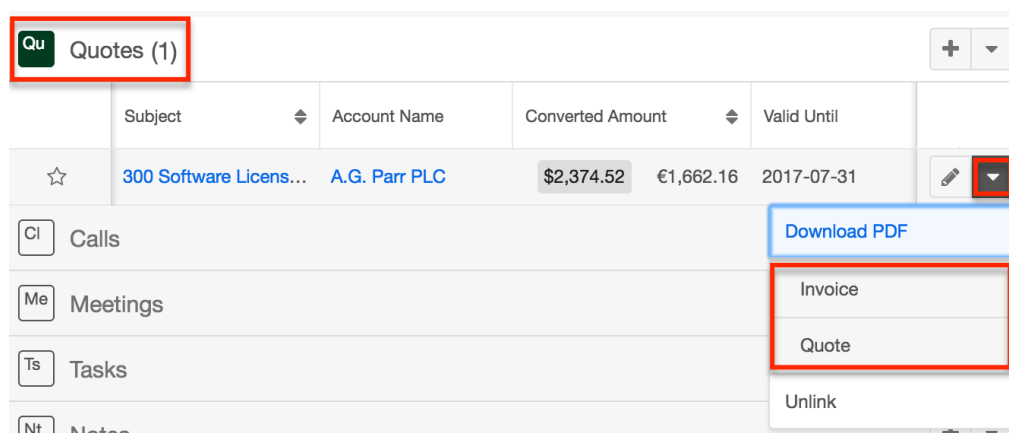 Qu Quotes (1)
Subject Account Name Converted Amount Valid Until
300 Software Licens... A.G. Parr PLC $2,374.52 €1,662.16 2017-07-31
Download PDF
Cl Calls
Invoice
Me Meetings
Quote
Ts Tasks
Unlink
Nt Notes